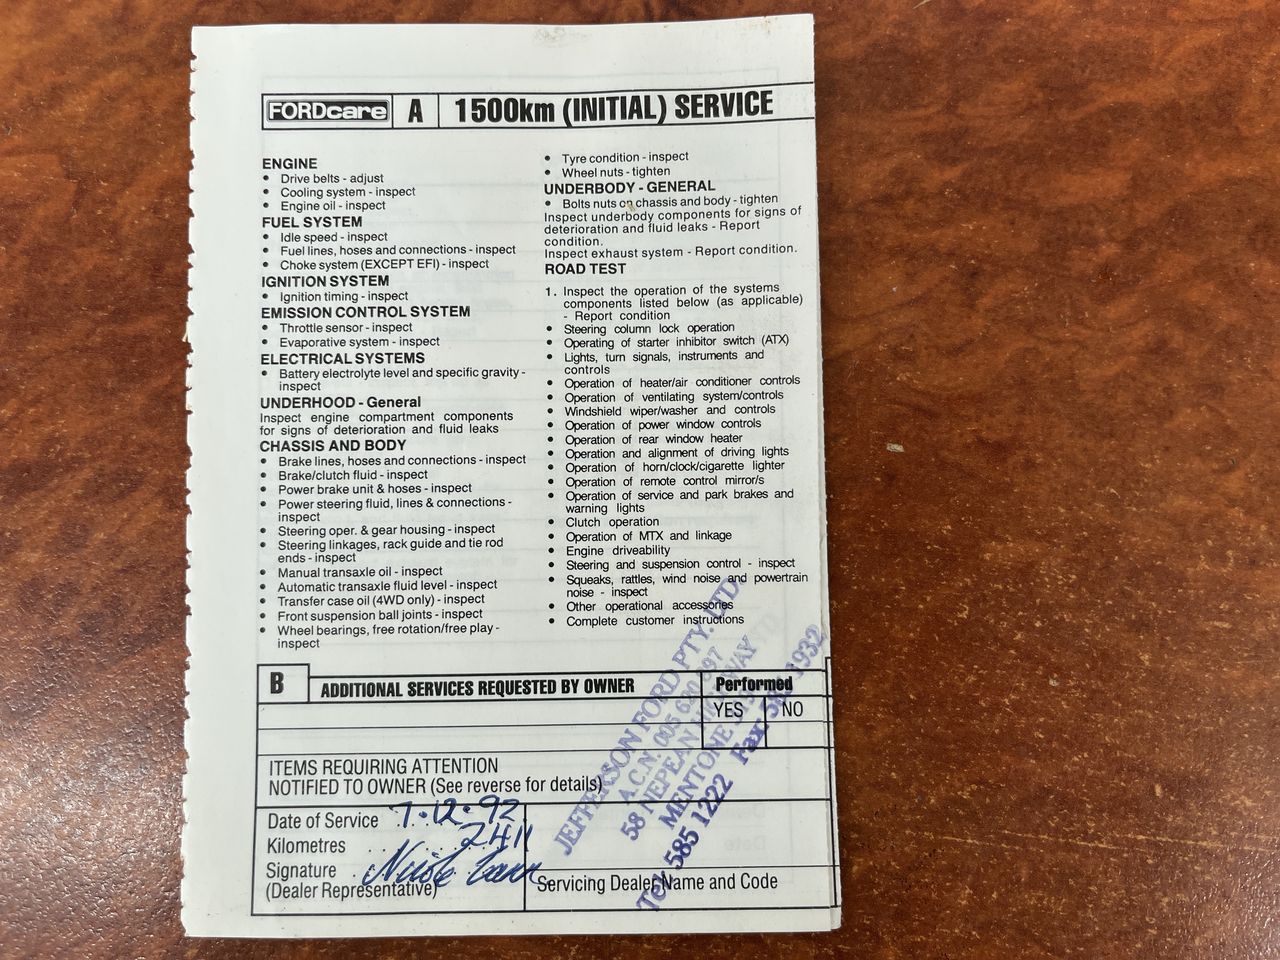 FORDcare A 1500km (INITIAL) SERVICE
ENGINE
• Drive belts - adjust
• Cooling system - inspect
• Engine oil - inspect
FUEL SYSTEM
• Idle speed - inspect
• Fuel lines, hoses and connections - inspect
• Choke system (EXCEPT EFI) - inspect
IGNITION SYSTEM
• Ignition timing - inspect
EMISSION CONTROL SYSTEM
• Throttle sensor - inspect
• Evaporative system - inspect
ELECTRICAL SYSTEMS
• Battery electrolyte level and specific gravity -
inspect
UNDERHOOD - General
Inspect engine compartment components
for signs of deterioration and fluid leaks
CHASSIS AND BODY
• Brake lines, hoses and connections - inspect
• Brake/clutch fluid - inspect
• Power brake unit & hoses - inspect
• Power steering fluid, lines & connections -
inspect
• Steering oper. & gear housing - inspect
• Steering linkages, rack guide and tie rod
ends - inspect
• Manual transaxle oil - inspect
• Automatic transaxle fluid level - inspect
• Transfer case oil (4WD only) - inspect
• Front suspension ball joints - inspect
• Wheel bearings, free rotation/free play -
inspect
• Tyre condition - inspect
• Wheel nuts - tighten
UNDERBODY - GENERAL
• Bolts nuts on chassis and body - tighten
Inspect underbody components for signs of
deterioration and fluid leaks - Report
condition.
Inspect exhaust system - Report condition.
ROAD TEST
1. Inspect the operation of the systems
components listed below (as applicable)
- Report condition
• Steering column lock operation
• Operating of starter inhibitor switch (ATX)
• Lights, turn signals, instruments and
controls
• Operation of heater/air conditioner controls
• Operation of ventilating system/controls
• Windshield wiper/washer and controls
• Operation of power window controls
• Operation of rear window heater
• Operation and alignment of driving lights
• Operation of horn/clock/cigarette lighter
• Operation of remote control mirror/s
• Operation of service and park brakes and
warning lights
• Clutch operation
• Operation of MTX and linkage
• Engine driveability
• Steering and suspension control - inspect
• Squeaks, rattles, wind noise and powertrain
noise - inspect
• Other operational accessories
• Complete customer instructions
B ADDITIONAL SERVICES REQUESTED BY OWNER Performed
YES NO
ITEMS REQUIRING ATTENTION
NOTIFIED TO OWNER (See reverse for details)
Date of Service 7.12.92
Kilometres 2411
Signature
(Dealer Representative)
Servicing Dealer Name and Code
JEFFERSON FORD PTY. LTD.
A.C.N. 005 620 897
58 NEPEAN HIGHWAY
MENTONE
Tel: 585 1222 Fax: 1932